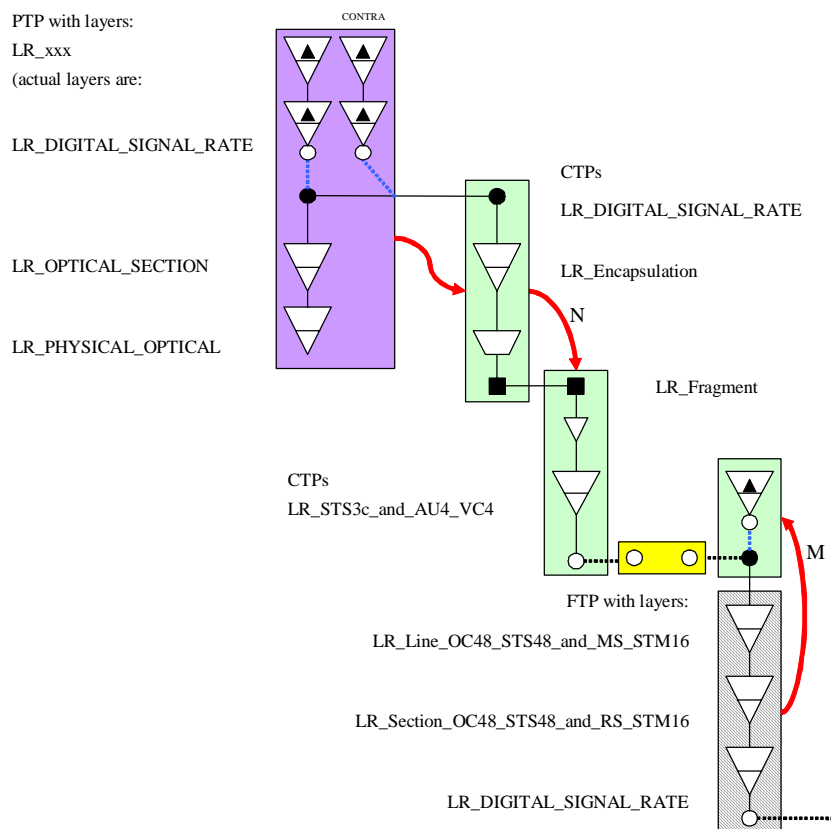 PTP with layers:
CONTRA
LR_xxx
(actual layers are:
LR_DIGITAL_SIGNAL_RATE
CTPs
LR_DIGITAL_SIGNAL_RATE
LR_OPTICAL_SECTION
LR_Encapsulation
N
LR_PHYSICAL_OPTICAL
LR_Fragment
CTPs
LR_STS3c_and_AU4_VC4
M
FTP with layers:
LR_Line_OC48_STS48_and_MS_STM16
LR_Section_OC48_STS48_and_RS_STM16
LR_DIGITAL_SIGNAL_RATE